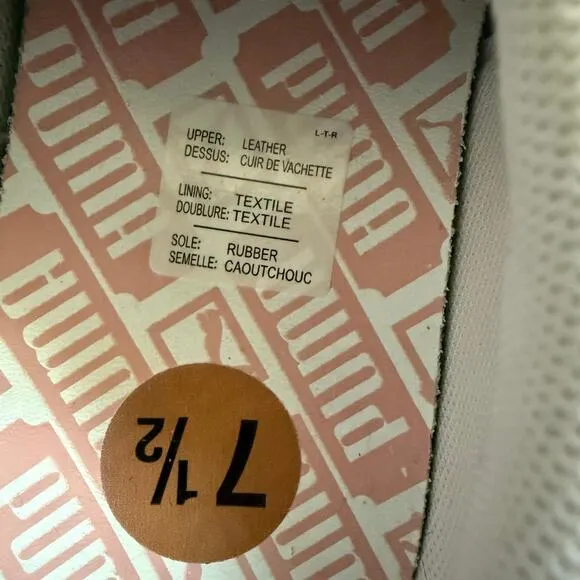 PUMA
PUMA
L-T-R
UPPER: LEATHER
DESSUS: CUIR DE VACHETTE
LINING: TEXTILE
DOUBLURE: TEXTILE
SOLE: RUBBER
SEMELLE: CAOUTCHOUC
PUMA
PUMA
PUMA
7 1/2